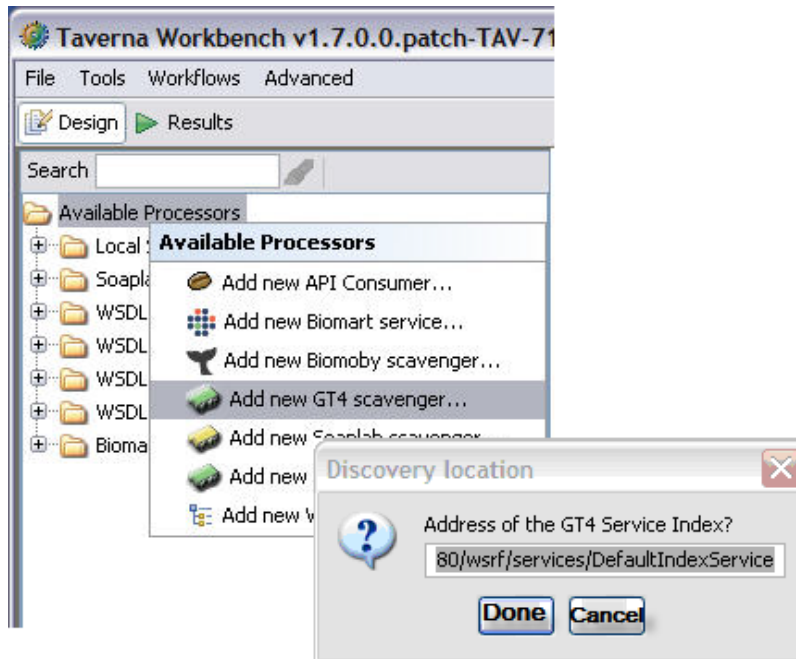 Taverna Workbench v1.7.0.0.patch-TAV-71
File Tools Workflows Advanced
Design Results
Search
Available Processors
Local
Available Processors
Soapla
Add new API Consumer...
WSDL
Add new Biomart service...
WSDL
Add new Biomoby scavenger...
WSDL
Add new GT4 scavenger...
WSDL
Add new Soaplab scavenger...
Bioma
Add new
Add new W
Discovery location
Address of the GT4 Service Index?
80/wsrf/services/DefaultIndexService
Done Cancel